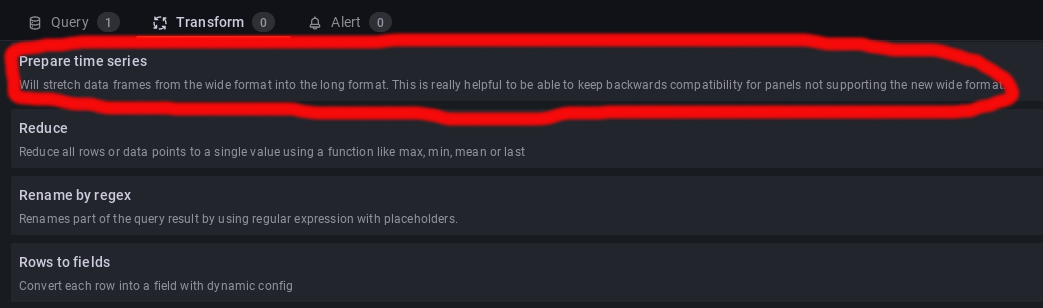 Query 1 Transform 0 Alert 0
Prepare time series
Will stretch data frames from the wide format into the long format. This is really helpful to be able to keep backwards compatibility for panels not supporting the new wide format.
Reduce
Reduce all rows or data points to a single value using a function like max, min, mean or last
Rename by regex
Renames part of the query result by using regular expression with placeholders.
Rows to fields
Convert each row into a field with dynamic config